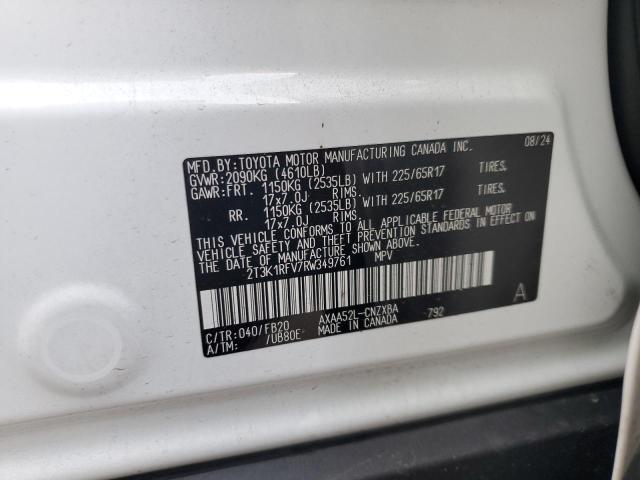 MFD.BY:TOYOTA MOTOR MANUFACTURING CANADA INC. 08/24
GVWR:2090KG (4610LB)
GAWR:FRT. 1150KG (2535LB) WITH 225/65R17 TIRES.
17x7.0J RIMS.
RR. 1150KG (2535LB) WITH 225/65R17 TIRES.
17x7.0J RIMS.
THIS VEHICLE CONFORMS TO ALL APPLICABLE FEDERAL MOTOR
VEHICLE SAFETY AND THEFT PREVENTION STANDARDS IN EFFECT ON
THE DATE OF MANUFACTURE SHOWN ABOVE.
2T3K1RFV7RW349761 MPV
C/TR:040/FB20 AXAA52L-CNZXBA 792 A
A/TM: /UB80E MADE IN CANADA